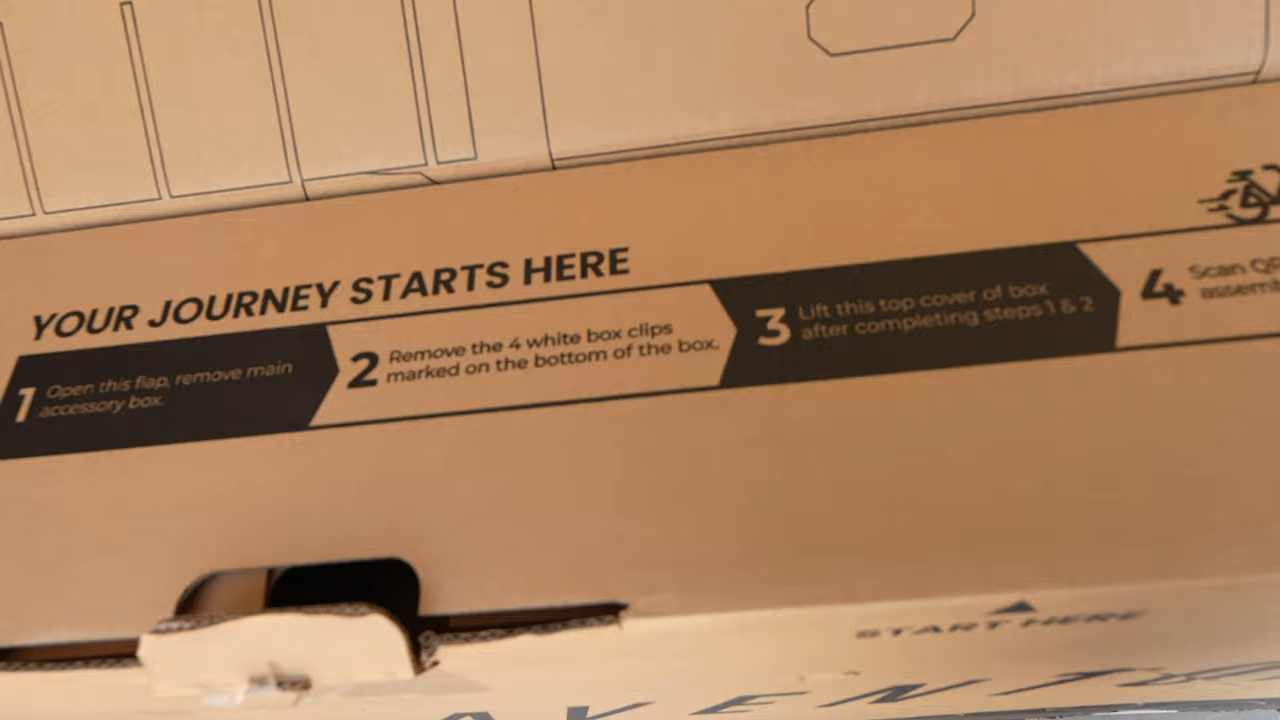 YOUR JOURNEY STARTS HERE
1 Open this flap, remove main
accessory box.
2 Remove the 4 white box clips
marked on the bottom of the box.
3 Lift this top cover of box
after completing steps 1 & 2
4 Scan
START HERE